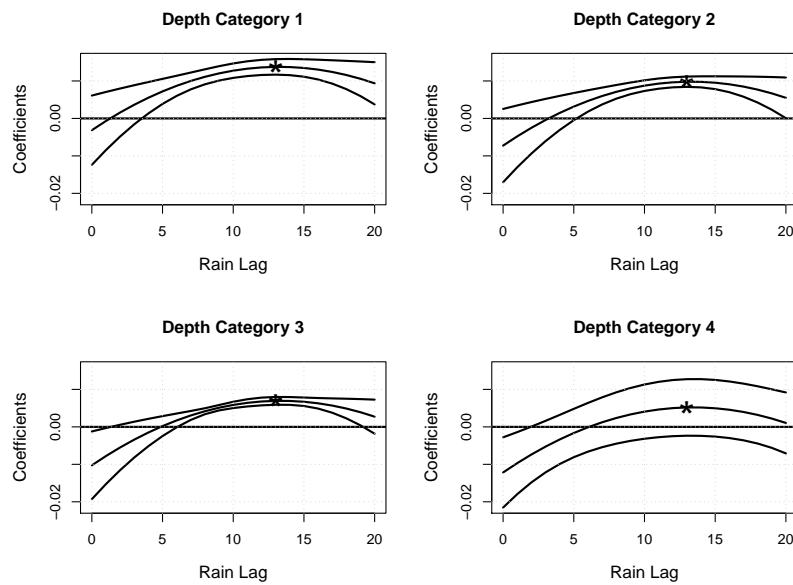 Depth Category 1
Coefficients
0.00
−0.02
*
0 5 10 15 20
Rain Lag
Depth Category 2
Coefficients
0.00
−0.02
*
0 5 10 15 20
Rain Lag
Depth Category 3
Coefficients
0.00
−0.02
*
0 5 10 15 20
Rain Lag
Depth Category 4
Coefficients
0.00
−0.02
*
0 5 10 15 20
Rain Lag